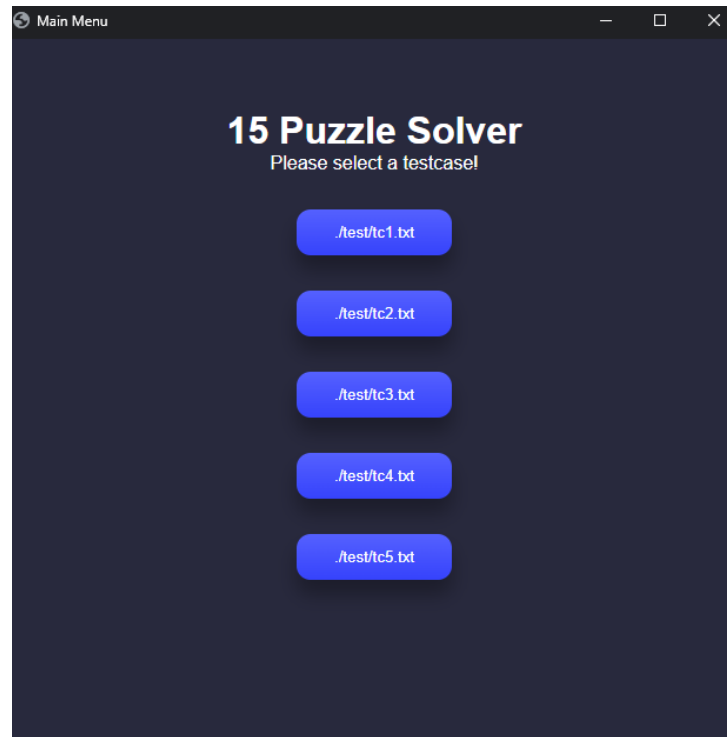 Main Menu
15 Puzzle Solver
Please select a testcase!
./test/tc1.txt
./test/tc2.txt
./test/tc3.txt
./test/tc4.txt
./test/tc5.txt